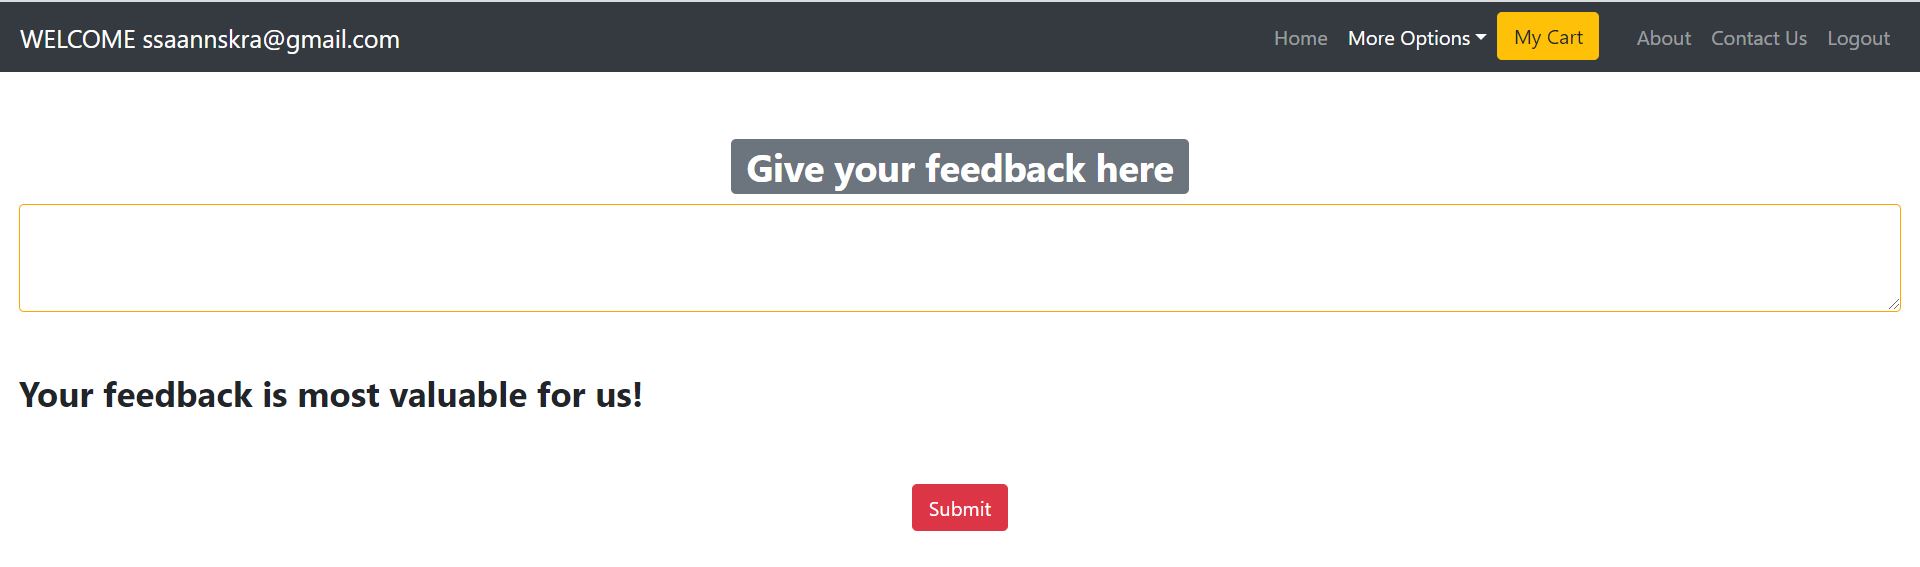 WELCOME ssaannskra@gmail.com Home More Options My Cart About Contact Us Logout
Give your feedback here
Your feedback is most valuable for us!
Submit